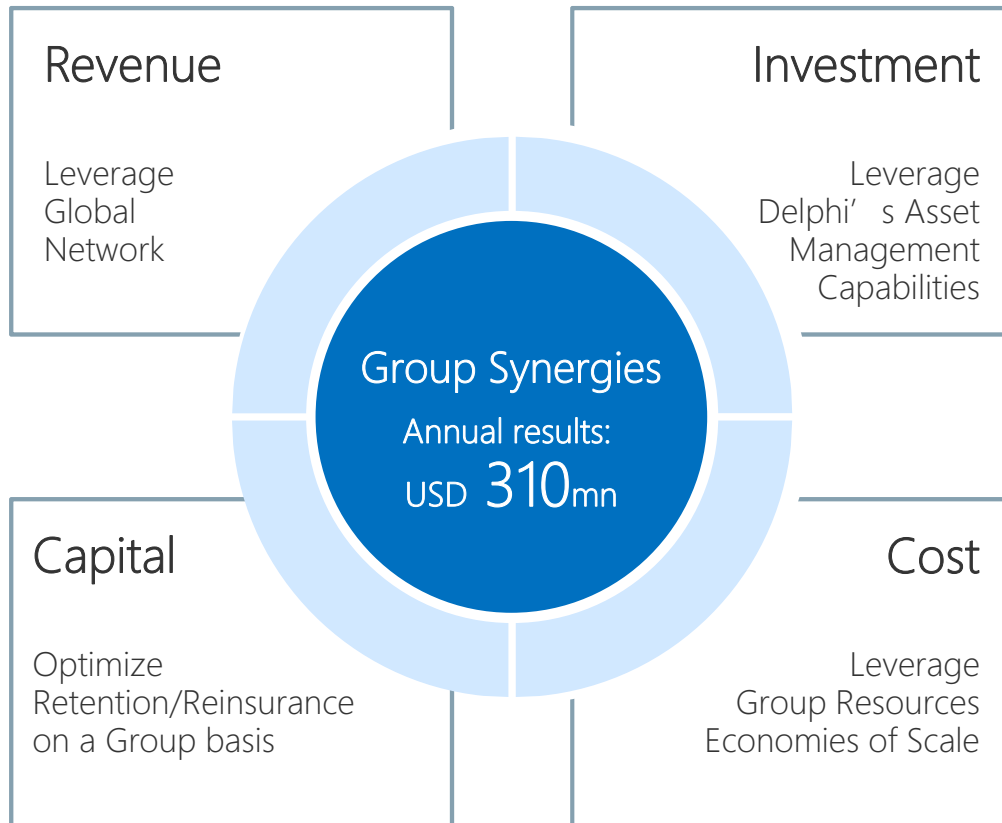 Revenue
Leverage
Global
Network
Investment
Leverage
Delphi’s Asset
Management
Capabilities
Group Synergies
Annual results:
USD 310mn
Capital
Optimize
Retention/Reinsurance
on a Group basis
Cost
Leverage
Group Resources
Economies of Scale